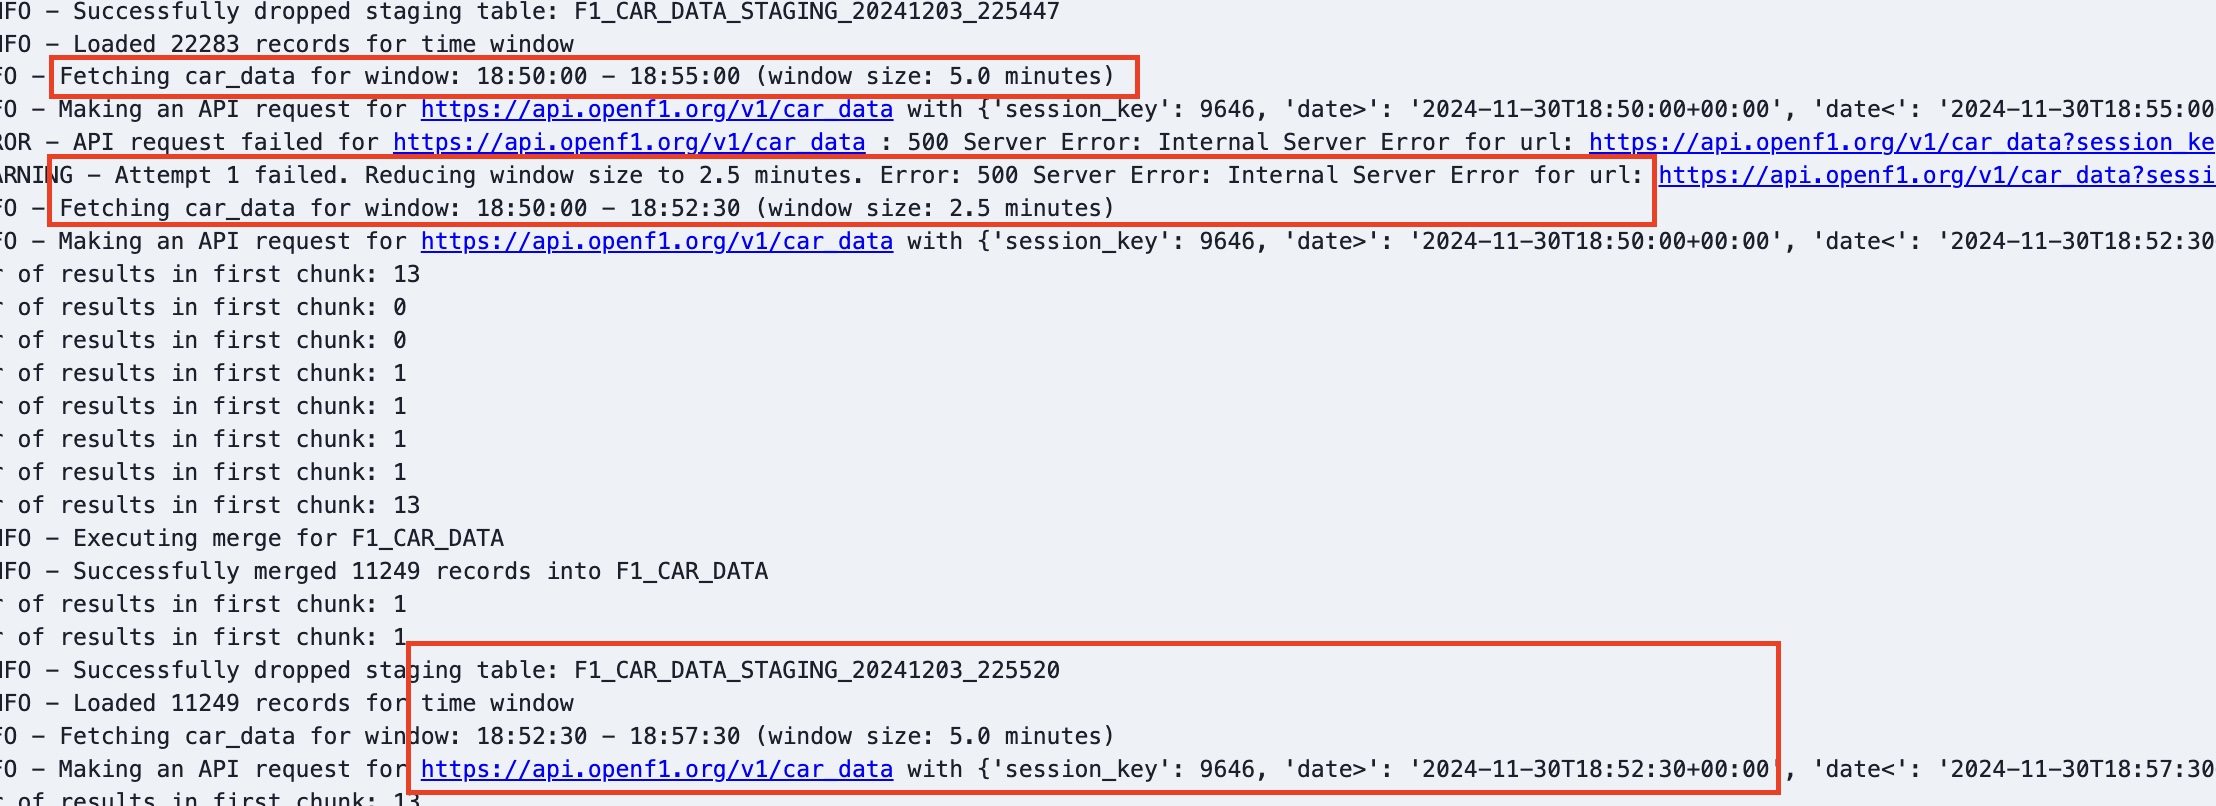 NFO – Successfully dropped staging table: F1_CAR_DATA_STAGING_20241203_225447
NFO – Loaded 22283 records for time window
FO – Fetching car_data for window: 18:50:00 – 18:55:00 (window size: 5.0 minutes)
FO – Making an API request for https://api.openf1.org/v1/car_data with {'session_key': 9646, 'date>': '2024-11-30T18:50:00+00:00', 'date<': '2024-11-30T18:55:00
ROR – API request failed for https://api.openf1.org/v1/car_data : 500 Server Error: Internal Server Error for url: https://api.openf1.org/v1/car_data?session_ke
ARNING – Attempt 1 failed. Reducing window size to 2.5 minutes. Error: 500 Server Error: Internal Server Error for url: https://api.openf1.org/v1/car_data?sessi
FO – Fetching car_data for window: 18:50:00 – 18:52:30 (window size: 2.5 minutes)
FO – Making an API request for https://api.openf1.org/v1/car_data with {'session_key': 9646, 'date>': '2024-11-30T18:50:00+00:00', 'date<': '2024-11-30T18:52:30
r of results in first chunk: 13
r of results in first chunk: 0
r of results in first chunk: 0
r of results in first chunk: 1
r of results in first chunk: 1
r of results in first chunk: 1
r of results in first chunk: 1
r of results in first chunk: 13
NFO – Executing merge for F1_CAR_DATA
NFO – Successfully merged 11249 records into F1_CAR_DATA
r of results in first chunk: 1
r of results in first chunk: 1
NFO – Successfully dropped staging table: F1_CAR_DATA_STAGING_20241203_225520
NFO – Loaded 11249 records for time window
FO – Fetching car_data for window: 18:52:30 – 18:57:30 (window size: 5.0 minutes)
FO – Making an API request for https://api.openf1.org/v1/car_data with {'session_key': 9646, 'date>': '2024-11-30T18:52:30+00:00', 'date<': '2024-11-30T18:57:30
r of results in first chunk: 13